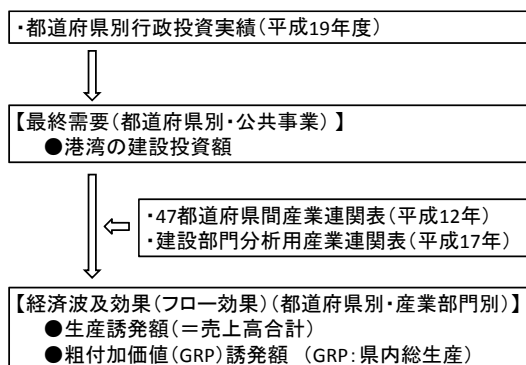 ・都道府県別行政投資実績(平成19年度)
【最終需要(都道府県別・公共事業) 】
●港湾の建設投資額
・47都道府県間産業連関表(平成12年)
・建設部門分析用産業連関表(平成17年)
【経済波及効果(フロー効果)(都道府県別・産業部門別)】
●生産誘発額(=売上高合計)
●粗付加価値(GRP)誘発額 (GRP:県内総生産)